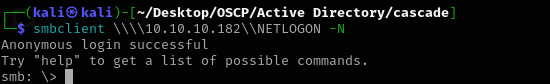 ┌──(kali㉿kali)-[~/Desktop/OSCP/Active Directory/cascade]
└─$ smbclient \\\\10.10.10.182\\NETLOGON -N
Anonymous login successful
Try "help" to get a list of possible commands.
smb: \>